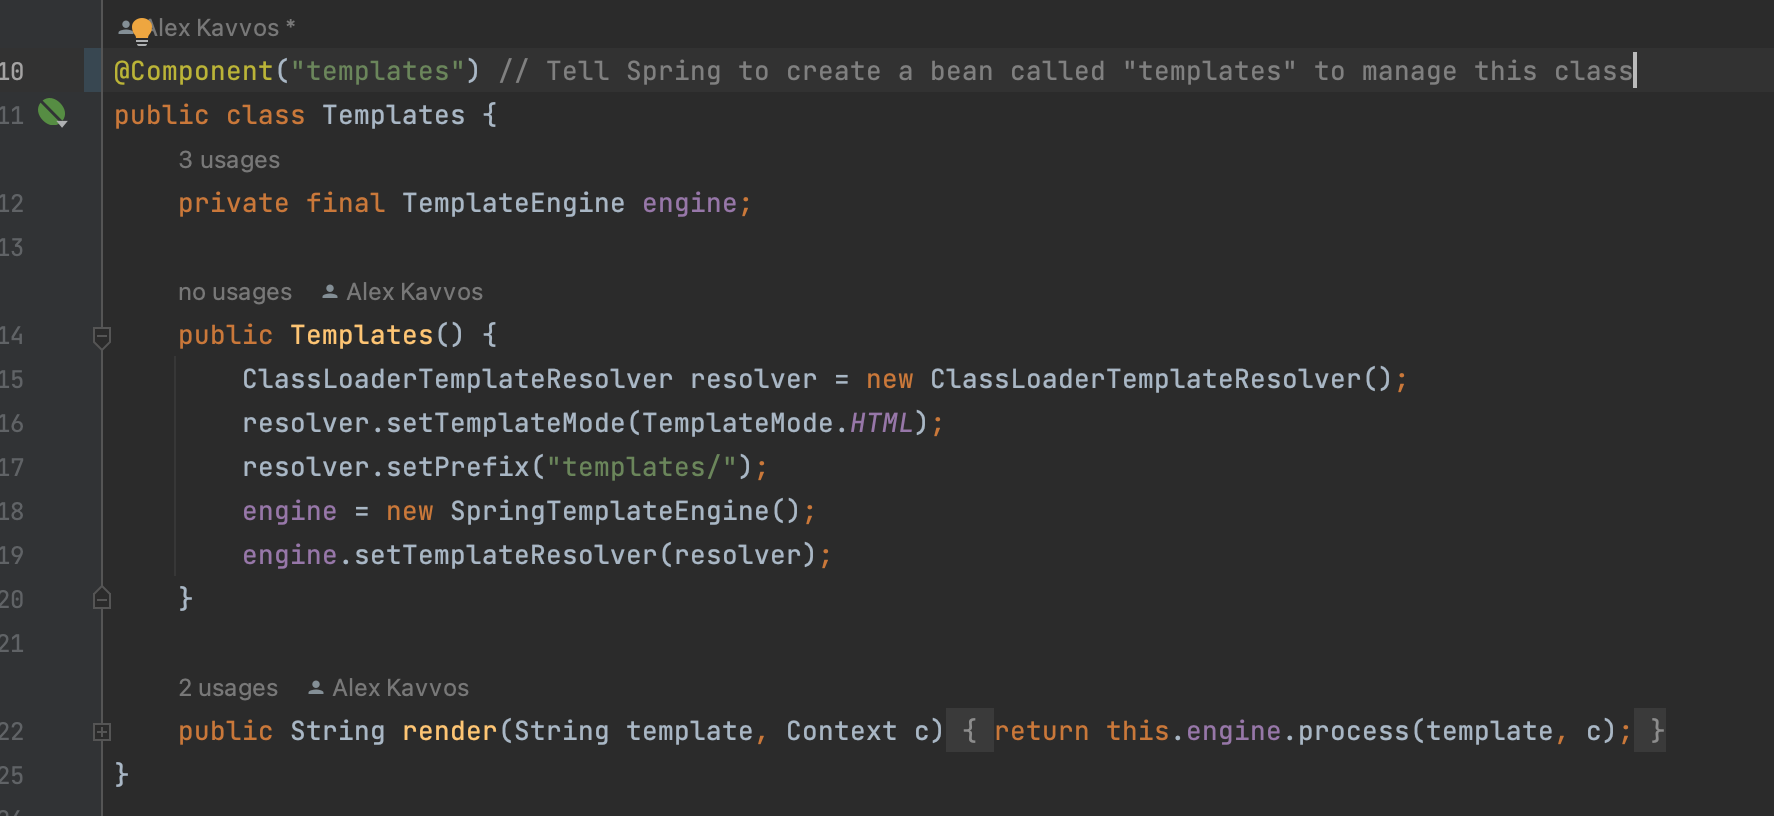 Alex Kavvos *
10 @Component("templates") // Tell Spring to create a bean called "templates" to manage this class
11 public class Templates {
3 usages
12 private final TemplateEngine engine;
13
no usages Alex Kavvos
14 public Templates() {
15 ClassLoaderTemplateResolver resolver = new ClassLoaderTemplateResolver();
16 resolver.setTemplateMode(TemplateMode.HTML);
17 resolver.setPrefix("templates/");
18 engine = new SpringTemplateEngine();
19 engine.setTemplateResolver(resolver);
20 }
21
2 usages Alex Kavvos
22 public String render(String template, Context c) { return this.engine.process(template, c); }
25 }